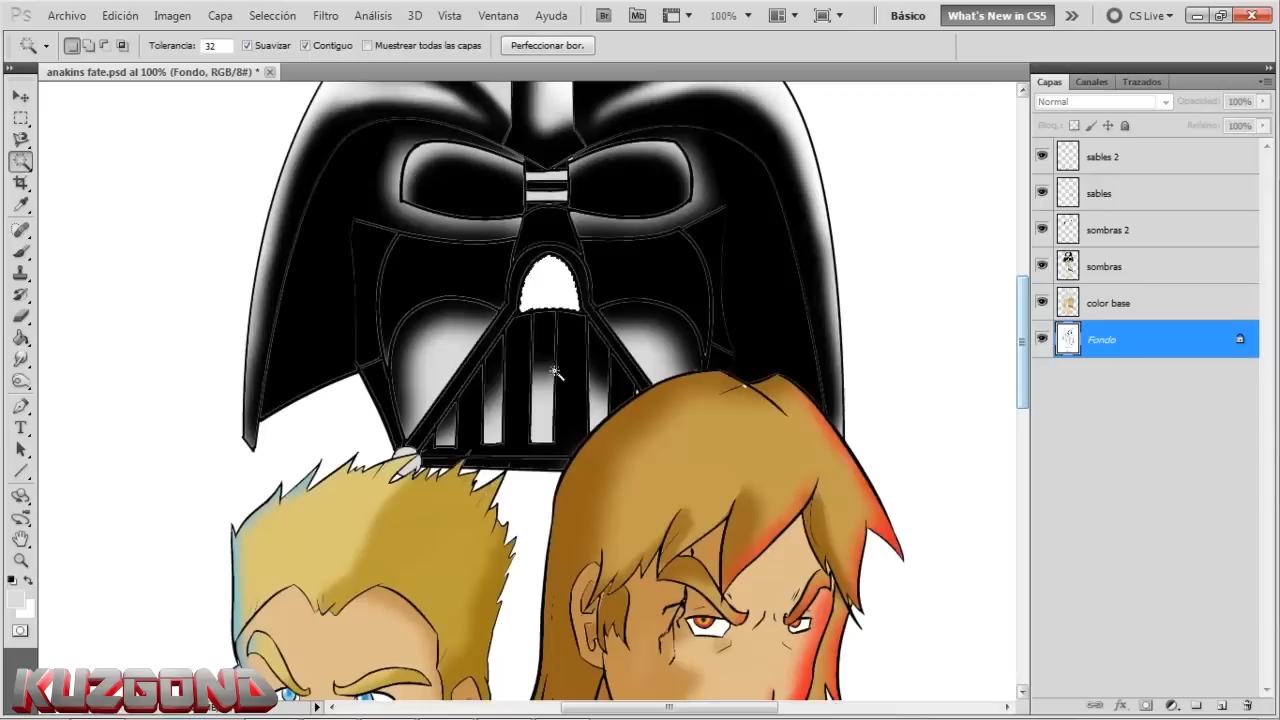 Ps Archivo Edición Imagen Capa Selección Filtro Análisis 3D Vista Ventana Ayuda Br Mb 100% Básico What's New in CS5 CS Live
Tolerancia: 32 Suavizar Contiguo Muestrear todas las capas Perfeccionar bor.
anakins fate.psd al 100% (Fondo, RGB/8#) *
Capas Canales Trazados
Normal Opacidad: 100%
Bloq.: Relleno: 100%
sables 2
sables
sombras 2
sombras
color base
Fondo
KUZGOND